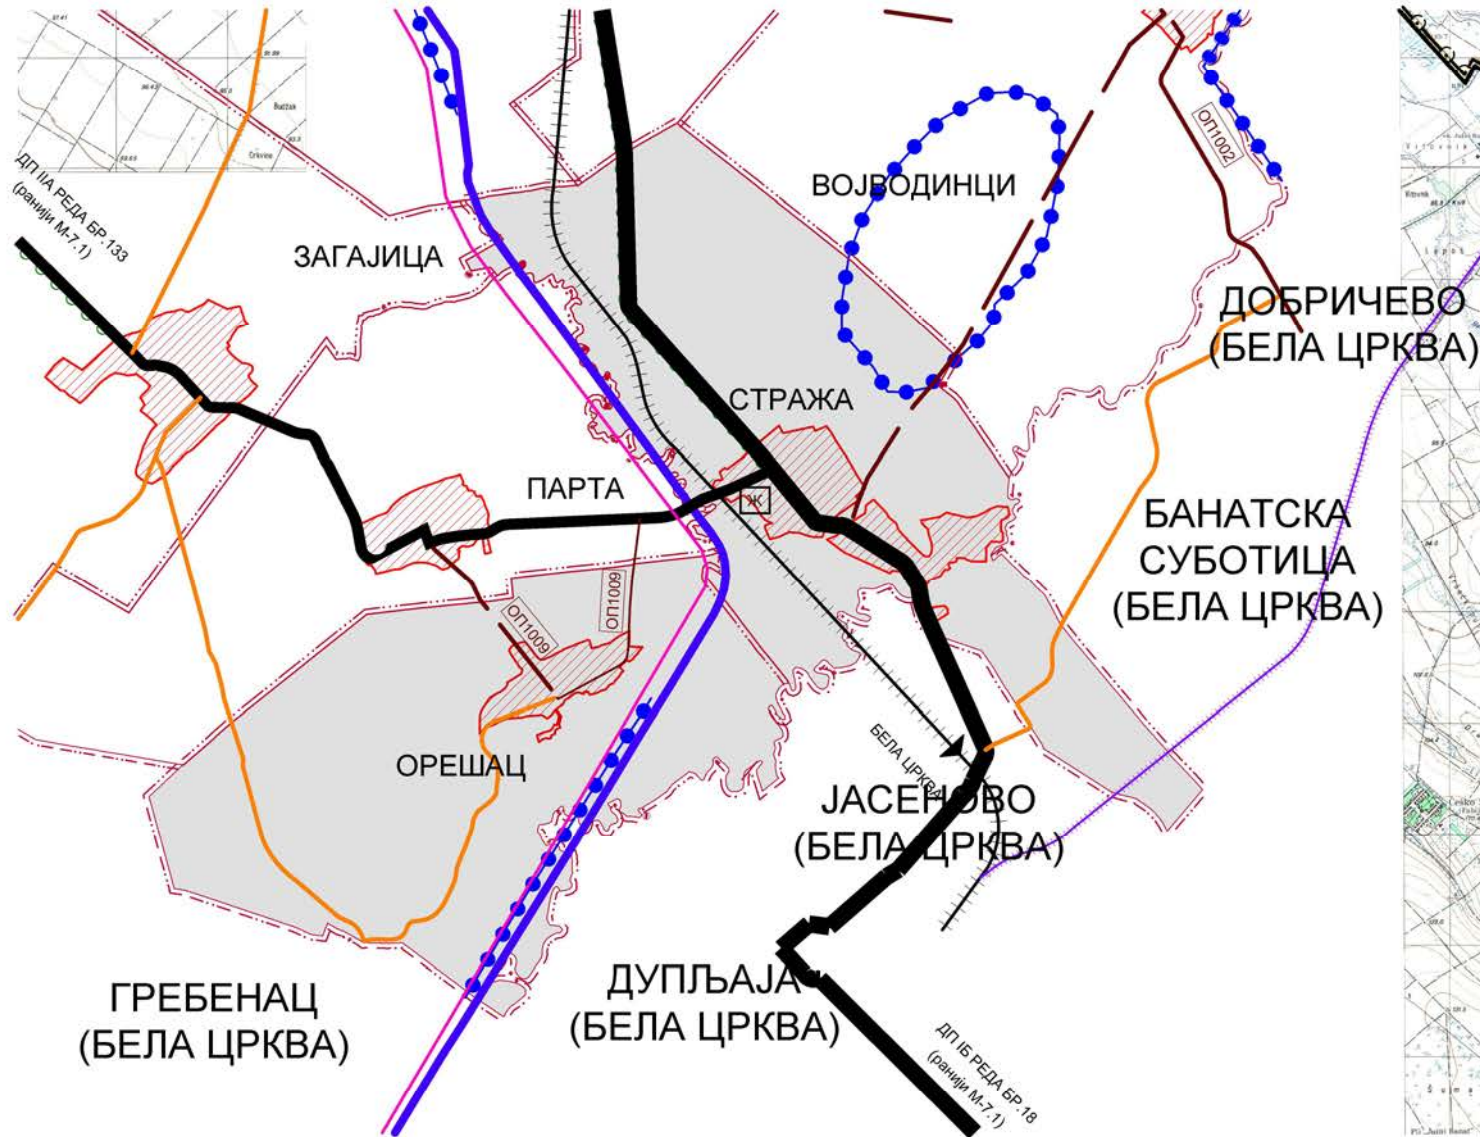 Budžak
Crkvine
ДП IIА РЕДА БР.133
(ранији М-7.1)
ЗАГАЈИЦА
ВОЈВОДИНЦИ
ОП1002
ДОБРИЧЕВО
(БЕЛА ЦРКВА)
СТРАЖА
ПАРТА
Ж
БАНАТСКА
СУБОТИЦА
(БЕЛА ЦРКВА)
ОП1009
ОП1009
ОРЕШАЦ
БЕЛА ЦРКВА
ЈАСЕНОВО
(БЕЛА ЦРКВА)
ГРЕБЕНАЦ
(БЕЛА ЦРКВА)
ДУПЉАЈА
(БЕЛА ЦРКВА)
ДП IБ РЕДА БР.18
(ранији М-7.1)